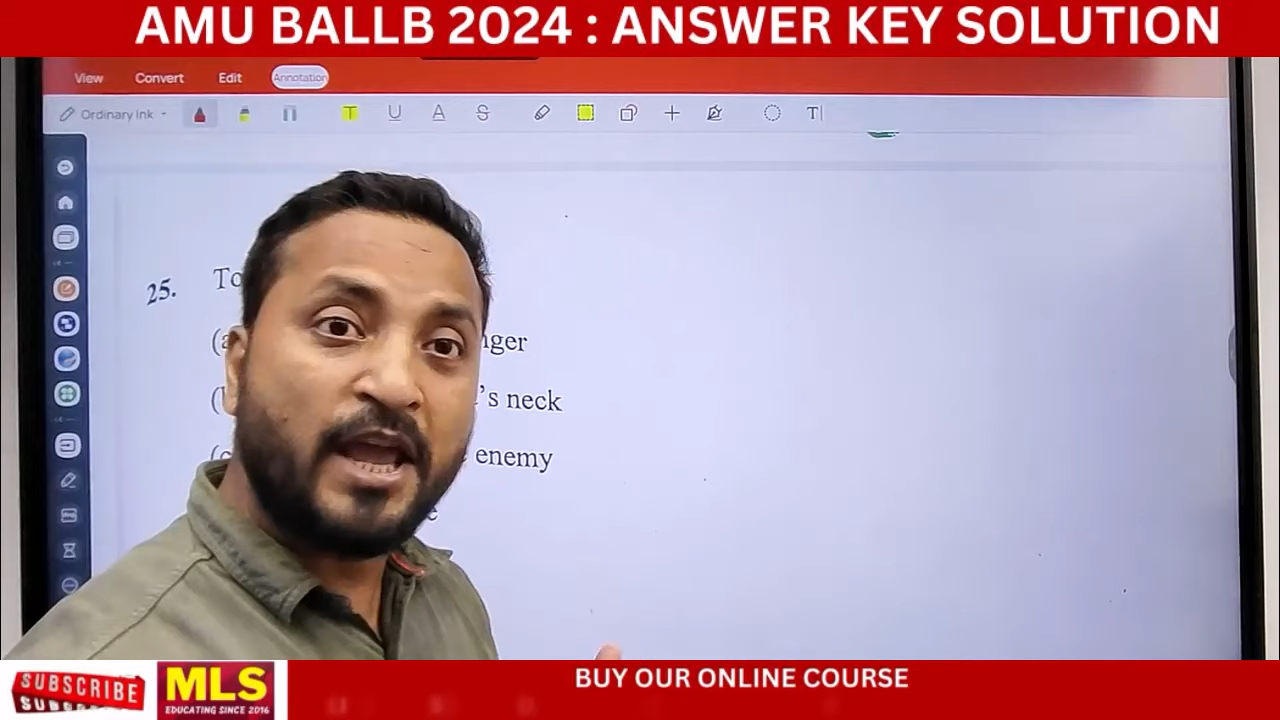 AMU BALLB 2024 : ANSWER KEY SOLUTION
View Convert Edit Annotation
Ordinary Ink T U A S T
25. To
(a nger
(b 's neck
(c enemy
e
SUBSCRIBE MLS BUY OUR ONLINE COURSE
EDUCATING SINCE 2016